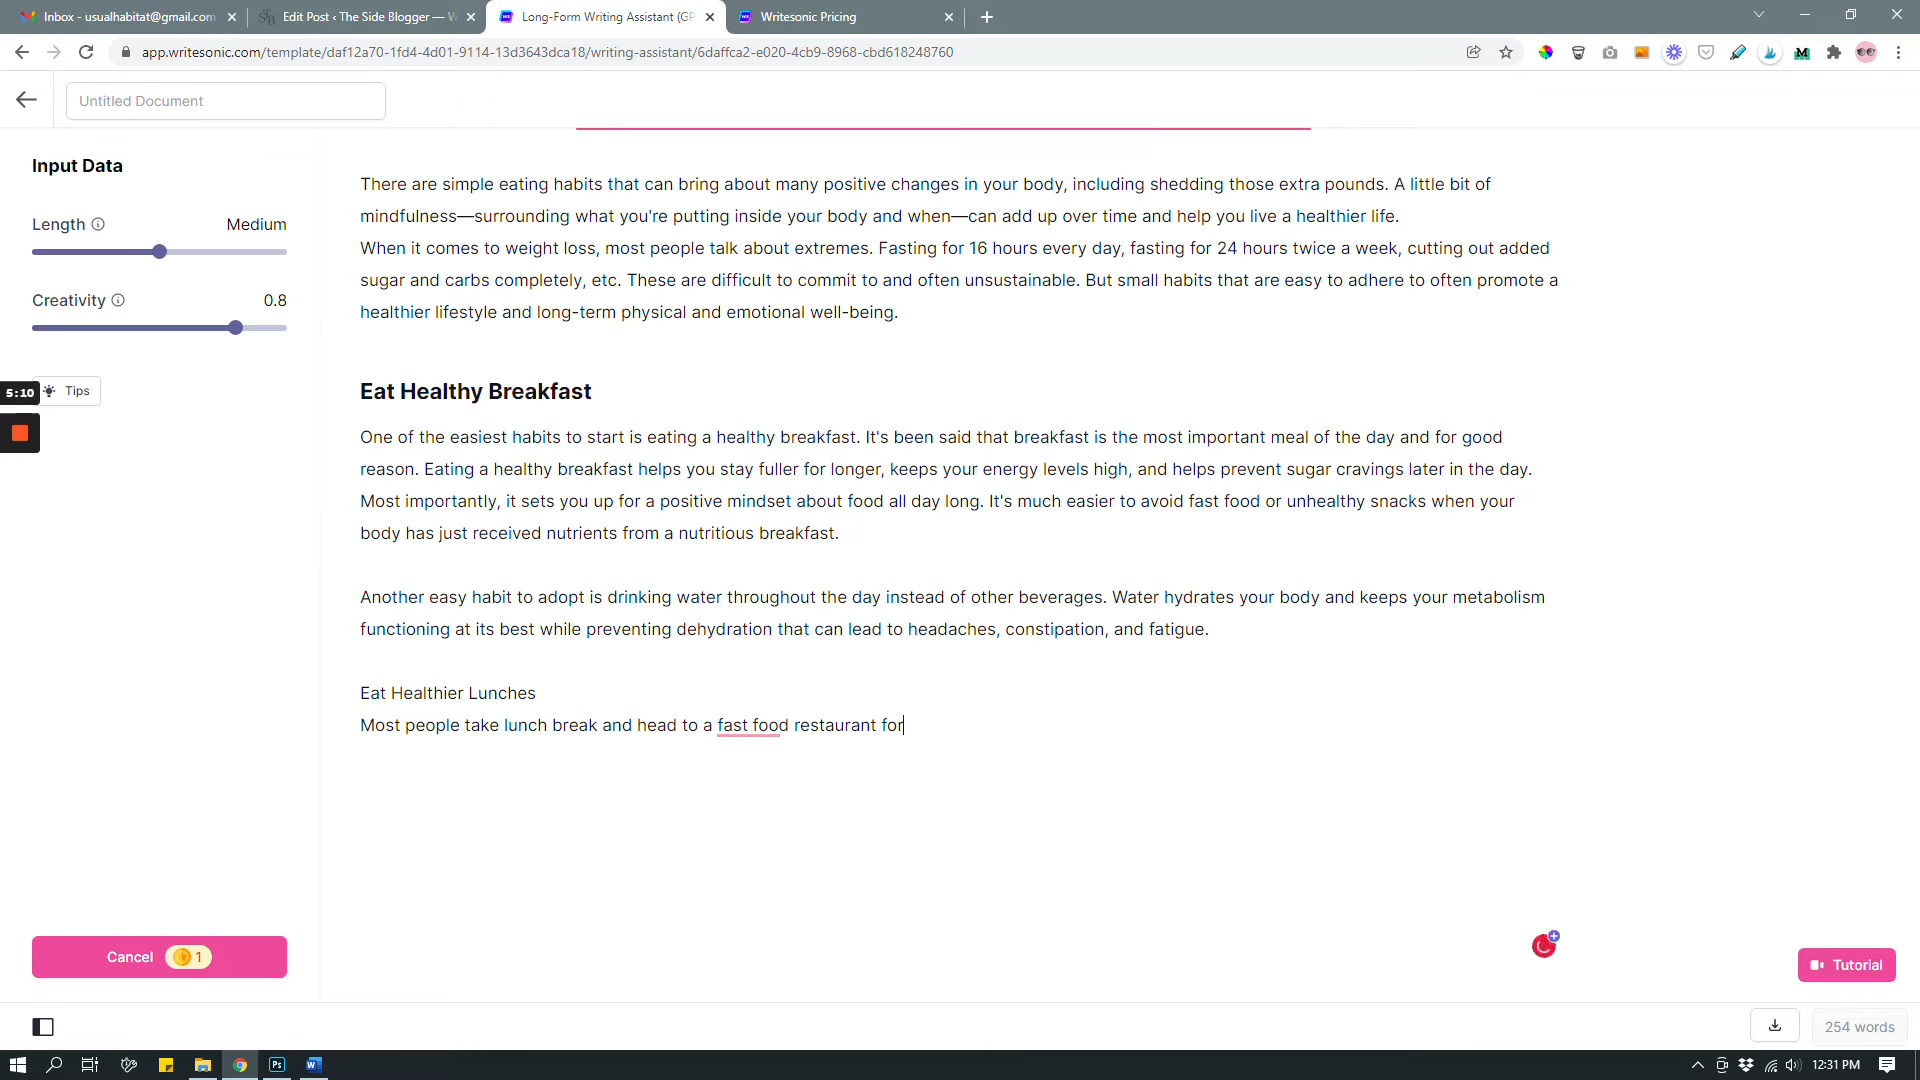 Inbox - usualhabitat@gmail.com
Edit Post ‹ The Side Blogger — W
Long-Form Writing Assistant (GP
Writesonic Pricing
app.writesonic.com/template/daf12a70-1fd4-4d01-9114-13d3643dca18/writing-assistant/6daffca2-e020-4cb9-8968-cbd618248760
Untitled Document
Input Data
Length Medium
Creativity 0.8
5:10
Tips
There are simple eating habits that can bring about many positive changes in your body, including shedding those extra pounds. A little bit of
mindfulness—surrounding what you're putting inside your body and when—can add up over time and help you live a healthier life.
When it comes to weight loss, most people talk about extremes. Fasting for 16 hours every day, fasting for 24 hours twice a week, cutting out added
sugar and carbs completely, etc. These are difficult to commit to and often unsustainable. But small habits that are easy to adhere to often promote a
healthier lifestyle and long-term physical and emotional well-being.
Eat Healthy Breakfast
One of the easiest habits to start is eating a healthy breakfast. It's been said that breakfast is the most important meal of the day and for good
reason. Eating a healthy breakfast helps you stay fuller for longer, keeps your energy levels high, and helps prevent sugar cravings later in the day.
Most importantly, it sets you up for a positive mindset about food all day long. It's much easier to avoid fast food or unhealthy snacks when your
body has just received nutrients from a nutritious breakfast.
Another easy habit to adopt is drinking water throughout the day instead of other beverages. Water hydrates your body and keeps your metabolism
functioning at its best while preventing dehydration that can lead to headaches, constipation, and fatigue.
Eat Healthier Lunches
Most people take lunch break and head to a fast food restaurant for
Cancel 1
Tutorial
254 words
12:31 PM